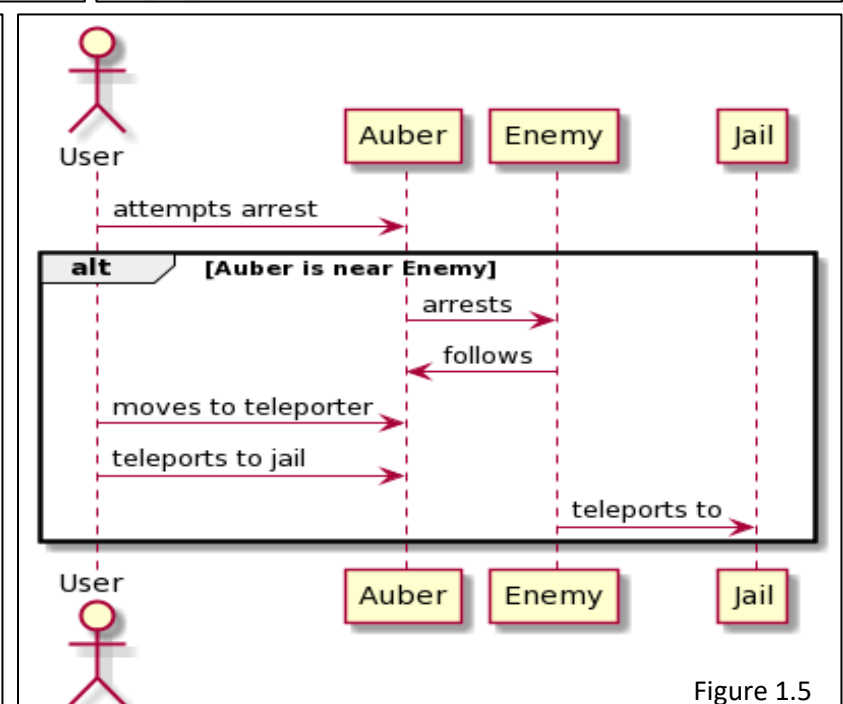 User
Auber Enemy Jail
attempts arrest
alt [Auber is near Enemy]
arrests
follows
moves to teleporter
teleports to jail
teleports to
User
Auber Enemy Jail
Figure 1.5